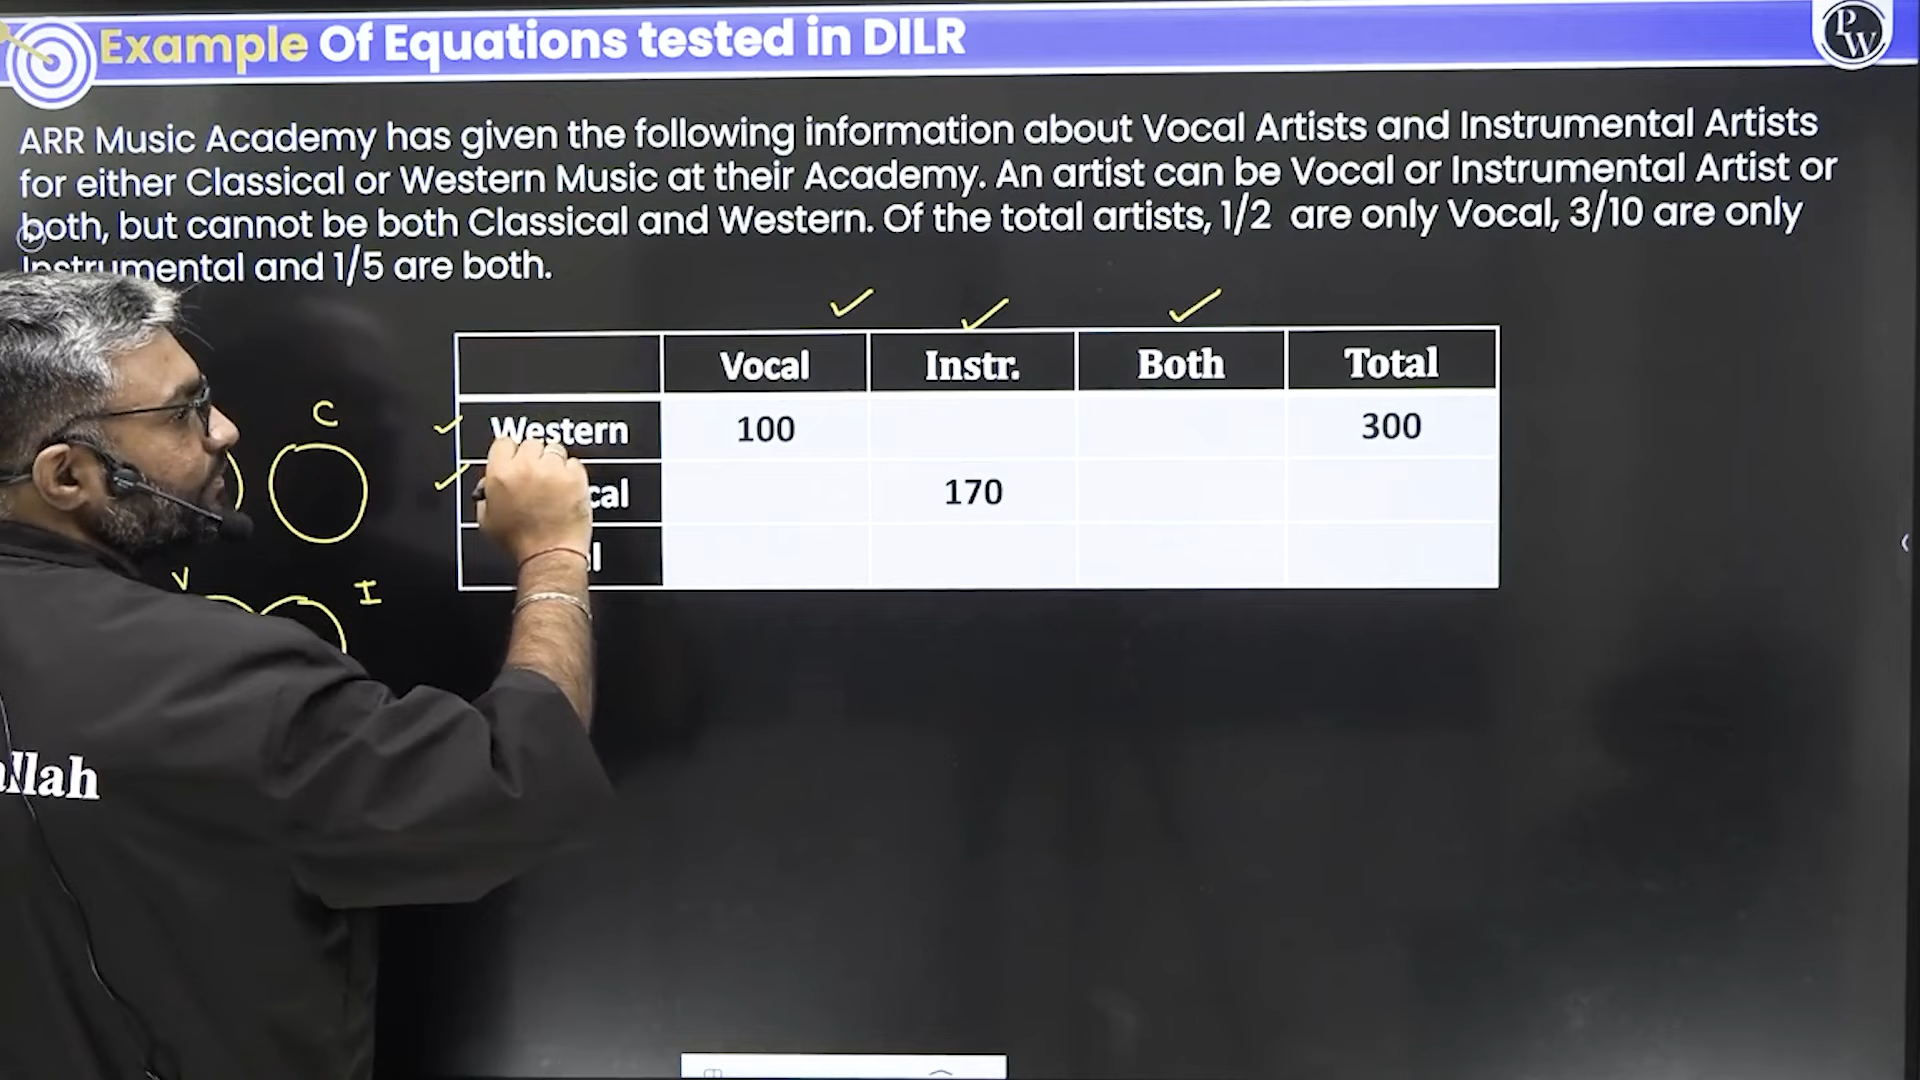 Example Of Equations tested in DILR
PW
ARR Music Academy has given the following information about Vocal Artists and Instrumental Artists
for either Classical or Western Music at their Academy. An artist can be Vocal or Instrumental Artist or
both, but cannot be both Classical and Western. Of the total artists, 1/2 are only Vocal, 3/10 are only
Instrumental and 1/5 are both.
Vocal Instr. Both Total
Western 100 300
cal 170
l
C
V I
allah